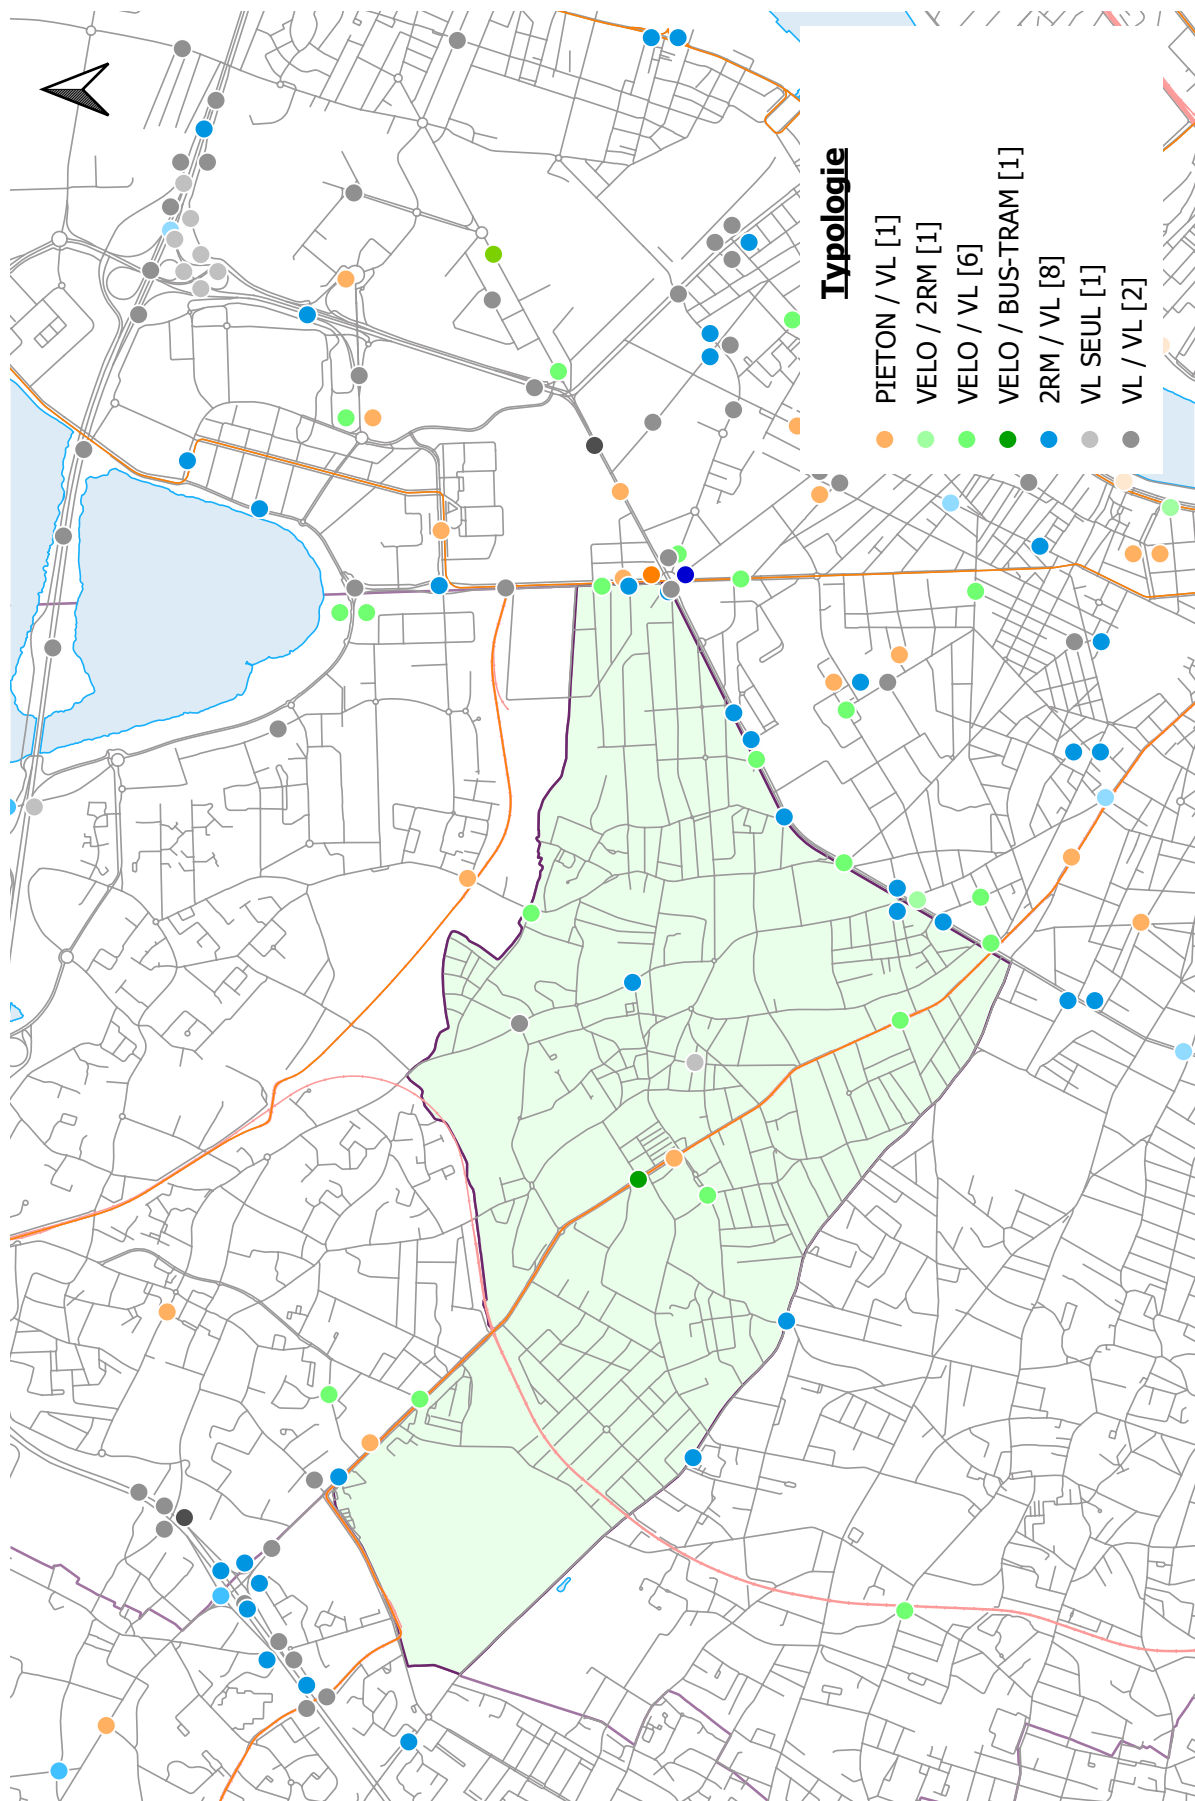 Typologie
PIETON / VL [1]
VELO / 2RM [1]
VELO / VL [6]
VELO / BUS-TRAM [1]
2RM / VL [8]
VL SEUL [1]
VL / VL [2]